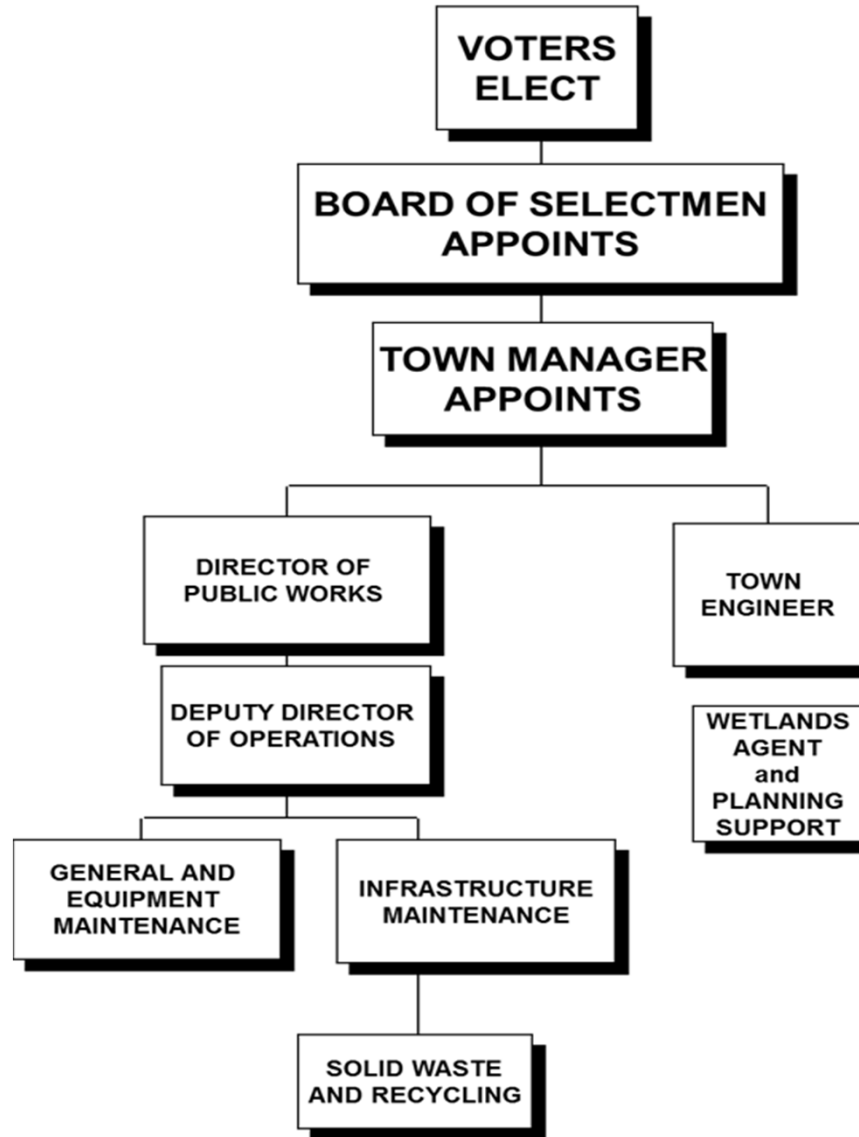 VOTERS
ELECT
BOARD OF SELECTMEN
APPOINTS
TOWN MANAGER
APPOINTS
DIRECTOR OF
PUBLIC WORKS
TOWN
ENGINEER
DEPUTY DIRECTOR
OF OPERATIONS
WETLANDS
AGENT
and
PLANNING
SUPPORT
GENERAL AND
EQUIPMENT
MAINTENANCE
INFRASTRUCTURE
MAINTENANCE
SOLID WASTE
AND RECYCLING